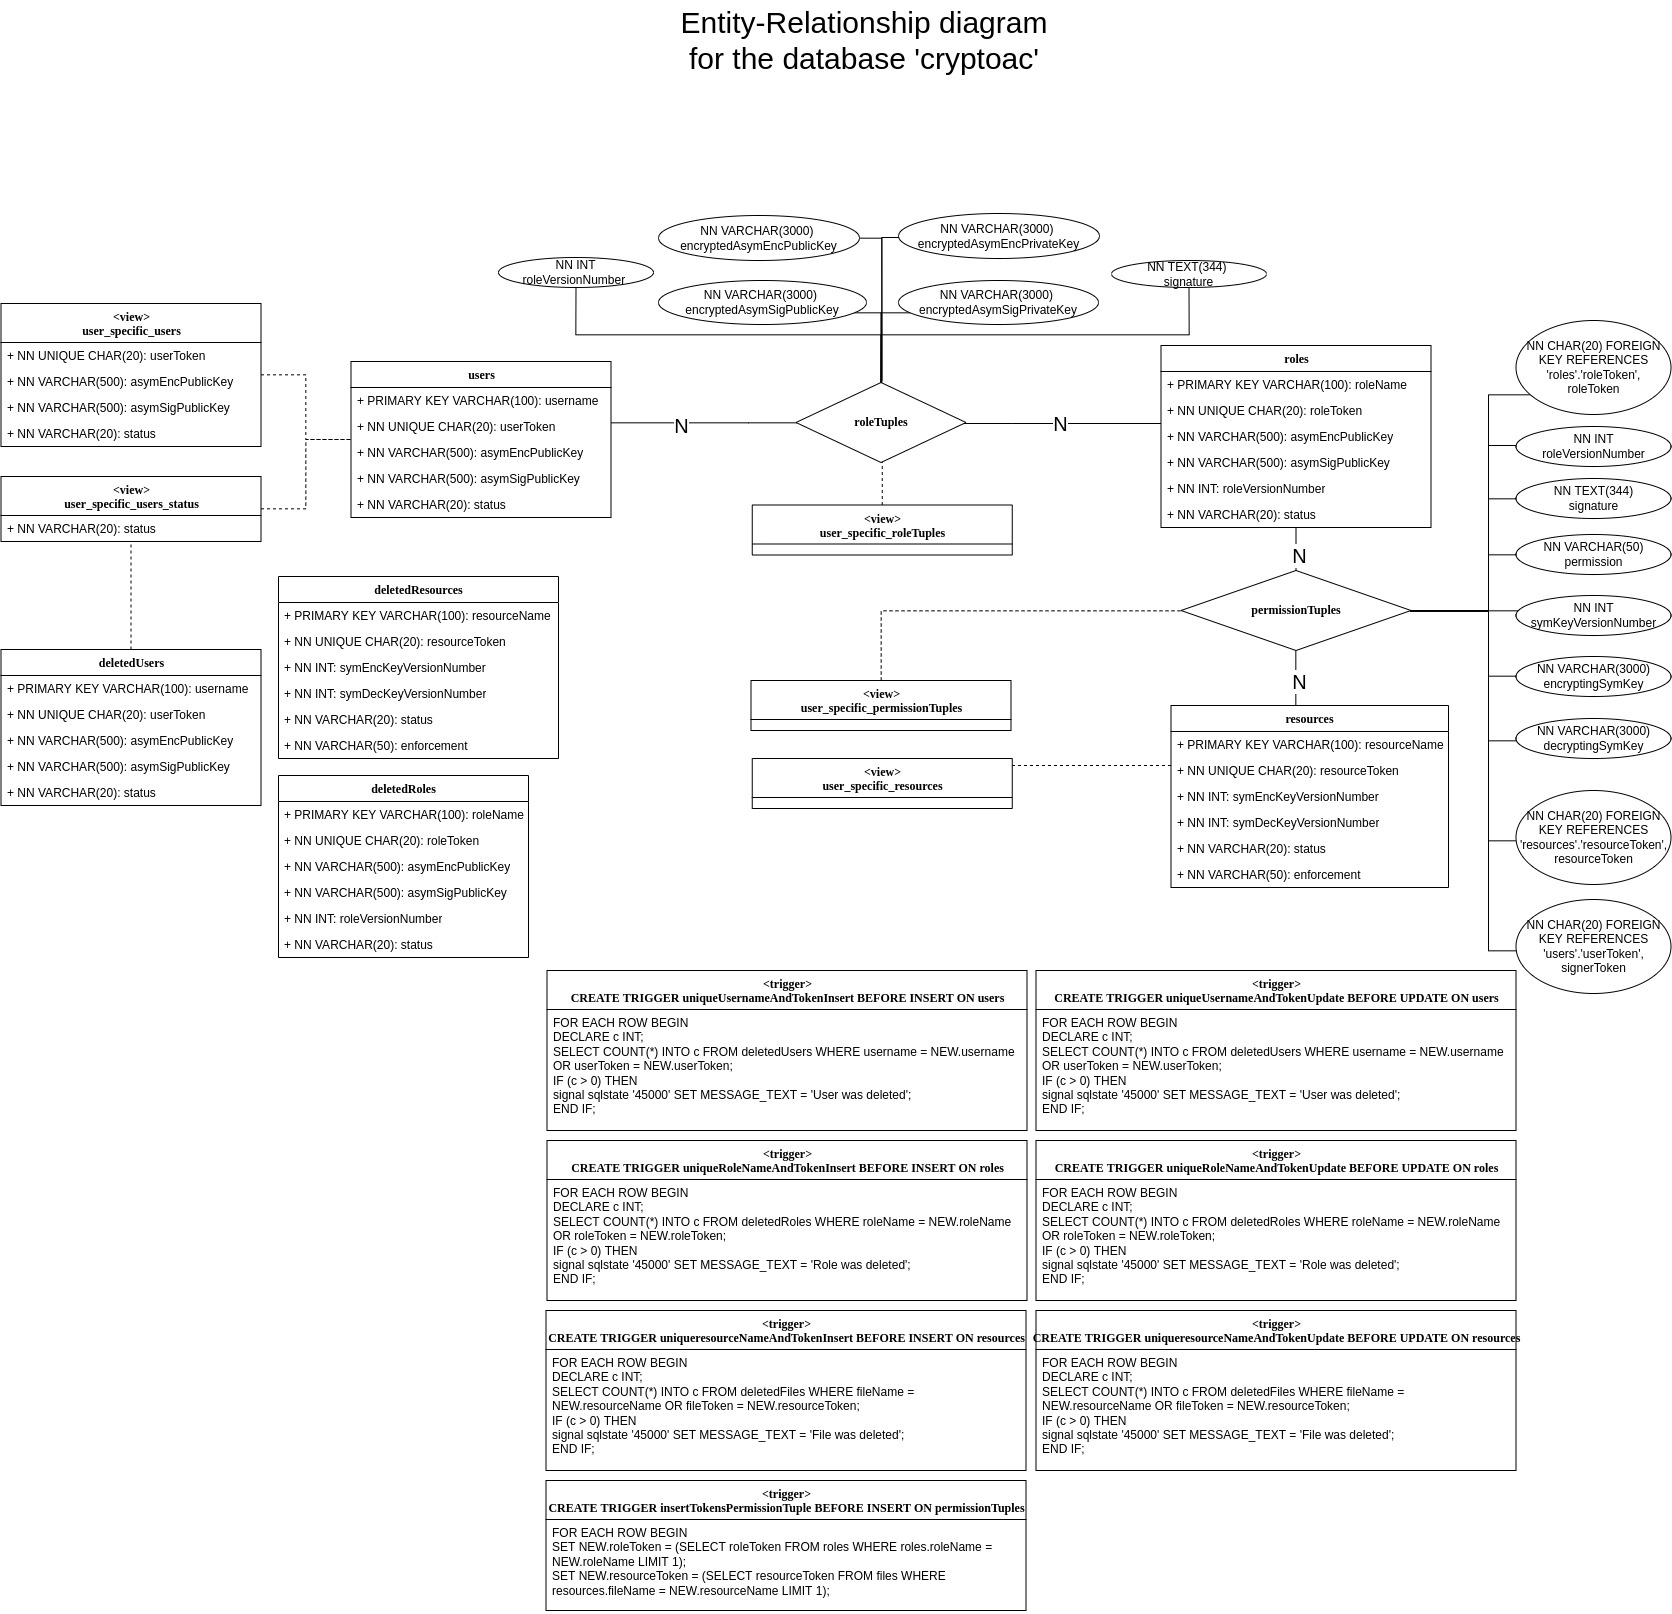 Entity-Relationship diagram
for the database 'cryptoac'
NN VARCHAR(3000)
encryptedAsymEncPublicKey
NN VARCHAR(3000)
encryptedAsymEncPrivateKey
NN INT
roleVersionNumber
NN VARCHAR(3000)
encryptedAsymSigPublicKey
NN VARCHAR(3000)
encryptedAsymSigPrivateKey
NN TEXT(344)
signature
<view>
user_specific_users
+ NN UNIQUE CHAR(20): userToken
+ NN VARCHAR(500): asymEncPublicKey
+ NN VARCHAR(500): asymSigPublicKey
+ NN VARCHAR(20): status
<view>
user_specific_users_status
+ NN VARCHAR(20): status
users
+ PRIMARY KEY VARCHAR(100): username
+ NN UNIQUE CHAR(20): userToken
+ NN VARCHAR(500): asymEncPublicKey
+ NN VARCHAR(500): asymSigPublicKey
+ NN VARCHAR(20): status
N
roleTuples
N
<view>
user_specific_roleTuples
roles
+ PRIMARY KEY VARCHAR(100): roleName
+ NN UNIQUE CHAR(20): roleToken
+ NN VARCHAR(500): asymEncPublicKey
+ NN VARCHAR(500): asymSigPublicKey
+ NN INT: roleVersionNumber
+ NN VARCHAR(20): status
N
permissionTuples
N
NN CHAR(20) FOREIGN
KEY REFERENCES
'roles'.'roleToken',
roleToken
NN INT
roleVersionNumber
NN TEXT(344)
signature
NN VARCHAR(50)
permission
NN INT
symKeyVersionNumber
NN VARCHAR(3000)
encryptingSymKey
NN VARCHAR(3000)
decryptingSymKey
NN CHAR(20) FOREIGN
KEY REFERENCES
'resources'.'resourceToken',
resourceToken
NN CHAR(20) FOREIGN
KEY REFERENCES
'users'.'userToken',
signerToken
deletedUsers
+ PRIMARY KEY VARCHAR(100): username
+ NN UNIQUE CHAR(20): userToken
+ NN VARCHAR(500): asymEncPublicKey
+ NN VARCHAR(500): asymSigPublicKey
+ NN VARCHAR(20): status
deletedResources
+ PRIMARY KEY VARCHAR(100): resourceName
+ NN UNIQUE CHAR(20): resourceToken
+ NN INT: symEncKeyVersionNumber
+ NN INT: symDecKeyVersionNumber
+ NN VARCHAR(20): status
+ NN VARCHAR(50): enforcement
deletedRoles
+ PRIMARY KEY VARCHAR(100): roleName
+ NN UNIQUE CHAR(20): roleToken
+ NN VARCHAR(500): asymEncPublicKey
+ NN VARCHAR(500): asymSigPublicKey
+ NN INT: roleVersionNumber
+ NN VARCHAR(20): status
<view>
user_specific_permissionTuples
<view>
user_specific_resources
resources
+ PRIMARY KEY VARCHAR(100): resourceName
+ NN UNIQUE CHAR(20): resourceToken
+ NN INT: symEncKeyVersionNumber
+ NN INT: symDecKeyVersionNumber
+ NN VARCHAR(20): status
+ NN VARCHAR(50): enforcement
<trigger>
CREATE TRIGGER uniqueUsernameAndTokenInsert BEFORE INSERT ON users
FOR EACH ROW BEGIN
DECLARE c INT;
SELECT COUNT(*) INTO c FROM deletedUsers WHERE username = NEW.username
OR userToken = NEW.userToken;
IF (c > 0) THEN
signal sqlstate '45000' SET MESSAGE_TEXT = 'User was deleted';
END IF;
<trigger>
CREATE TRIGGER uniqueUsernameAndTokenUpdate BEFORE UPDATE ON users
FOR EACH ROW BEGIN
DECLARE c INT;
SELECT COUNT(*) INTO c FROM deletedUsers WHERE username = NEW.username
OR userToken = NEW.userToken;
IF (c > 0) THEN
signal sqlstate '45000' SET MESSAGE_TEXT = 'User was deleted';
END IF;
<trigger>
CREATE TRIGGER uniqueRoleNameAndTokenInsert BEFORE INSERT ON roles
FOR EACH ROW BEGIN
DECLARE c INT;
SELECT COUNT(*) INTO c FROM deletedRoles WHERE roleName = NEW.roleName
OR roleToken = NEW.roleToken;
IF (c > 0) THEN
signal sqlstate '45000' SET MESSAGE_TEXT = 'Role was deleted';
END IF;
<trigger>
CREATE TRIGGER uniqueRoleNameAndTokenUpdate BEFORE UPDATE ON roles
FOR EACH ROW BEGIN
DECLARE c INT;
SELECT COUNT(*) INTO c FROM deletedRoles WHERE roleName = NEW.roleName
OR roleToken = NEW.roleToken;
IF (c > 0) THEN
signal sqlstate '45000' SET MESSAGE_TEXT = 'Role was deleted';
END IF;
<trigger>
CREATE TRIGGER uniqueresourceNameAndTokenInsert BEFORE INSERT ON resources
FOR EACH ROW BEGIN
DECLARE c INT;
SELECT COUNT(*) INTO c FROM deletedFiles WHERE fileName =
NEW.resourceName OR fileToken = NEW.resourceToken;
IF (c > 0) THEN
signal sqlstate '45000' SET MESSAGE_TEXT = 'File was deleted';
END IF;
<trigger>
CREATE TRIGGER uniqueresourceNameAndTokenUpdate BEFORE UPDATE ON resources
FOR EACH ROW BEGIN
DECLARE c INT;
SELECT COUNT(*) INTO c FROM deletedFiles WHERE fileName =
NEW.resourceName OR fileToken = NEW.resourceToken;
IF (c > 0) THEN
signal sqlstate '45000' SET MESSAGE_TEXT = 'File was deleted';
END IF;
<trigger>
CREATE TRIGGER insertTokensPermissionTuple BEFORE INSERT ON permissionTuples
FOR EACH ROW BEGIN
SET NEW.roleToken = (SELECT roleToken FROM roles WHERE roles.roleName =
NEW.roleName LIMIT 1);
SET NEW.resourceToken = (SELECT resourceToken FROM files WHERE
resources.fileName = NEW.resourceName LIMIT 1);